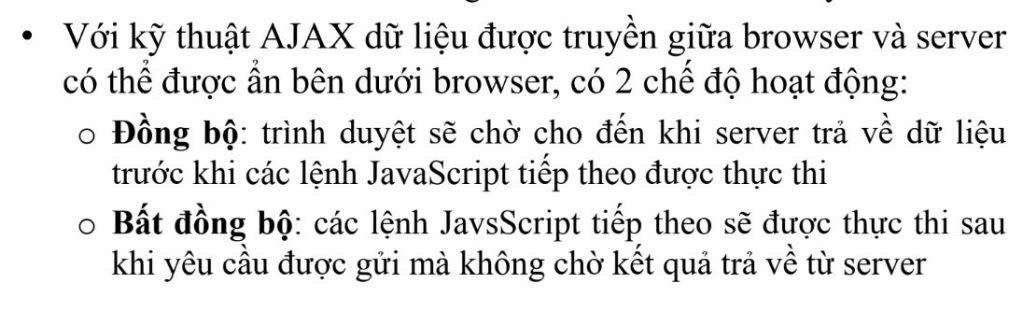 • Với kỹ thuật AJAX dữ liệu được truyền giữa browser và server
có thể được ẩn bên dưới browser, có 2 chế độ hoạt động:
o Đồng bộ: trình duyệt sẽ chờ cho đến khi server trả về dữ liệu
trước khi các lệnh JavaScript tiếp theo được thực thi
o Bất đồng bộ: các lệnh JavsScript tiếp theo sẽ được thực thi sau
khi yêu cầu được gửi mà không chờ kết quả trả về từ server